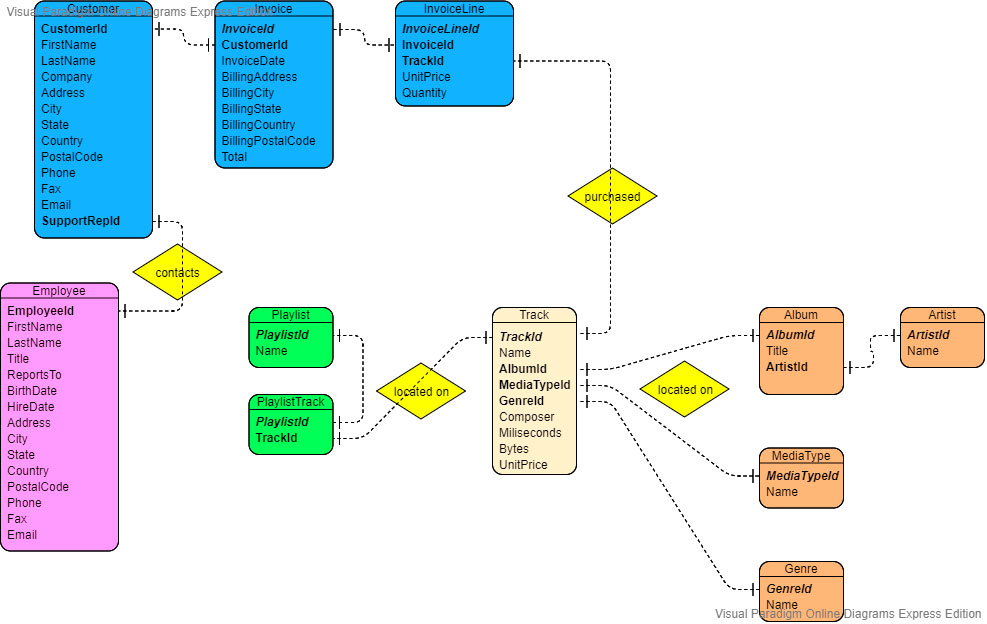 Visual Paradigm Online Diagrams Express Edition
Customer
CustomerId
FirstName
LastName
Company
Address
City
State
Country
PostalCode
Phone
Fax
Email
SupportRepId
Invoice
InvoiceId
CustomerId
InvoiceDate
BillingAddress
BillingCity
BillingState
BillingCountry
BillingPostalCode
Total
InvoiceLine
InvoiceLineId
InvoiceId
TrackId
UnitPrice
Quantity
purchased
contacts
Employee
EmployeeId
FirstName
LastName
Title
ReportsTo
BirthDate
HireDate
Address
City
State
Country
PostalCode
Phone
Fax
Email
Playlist
PlaylistId
Name
PlaylistTrack
PlaylistId
TrackId
located on
Track
TrackId
Name
AlbumId
MediaTypeId
GenreId
Composer
Miliseconds
Bytes
UnitPrice
located on
Album
AlbumId
Title
ArtistId
Artist
ArtistId
Name
MediaType
MediaTypeId
Name
Genre
GenreId
Name
Visual Paradigm Online Diagrams Express Edition